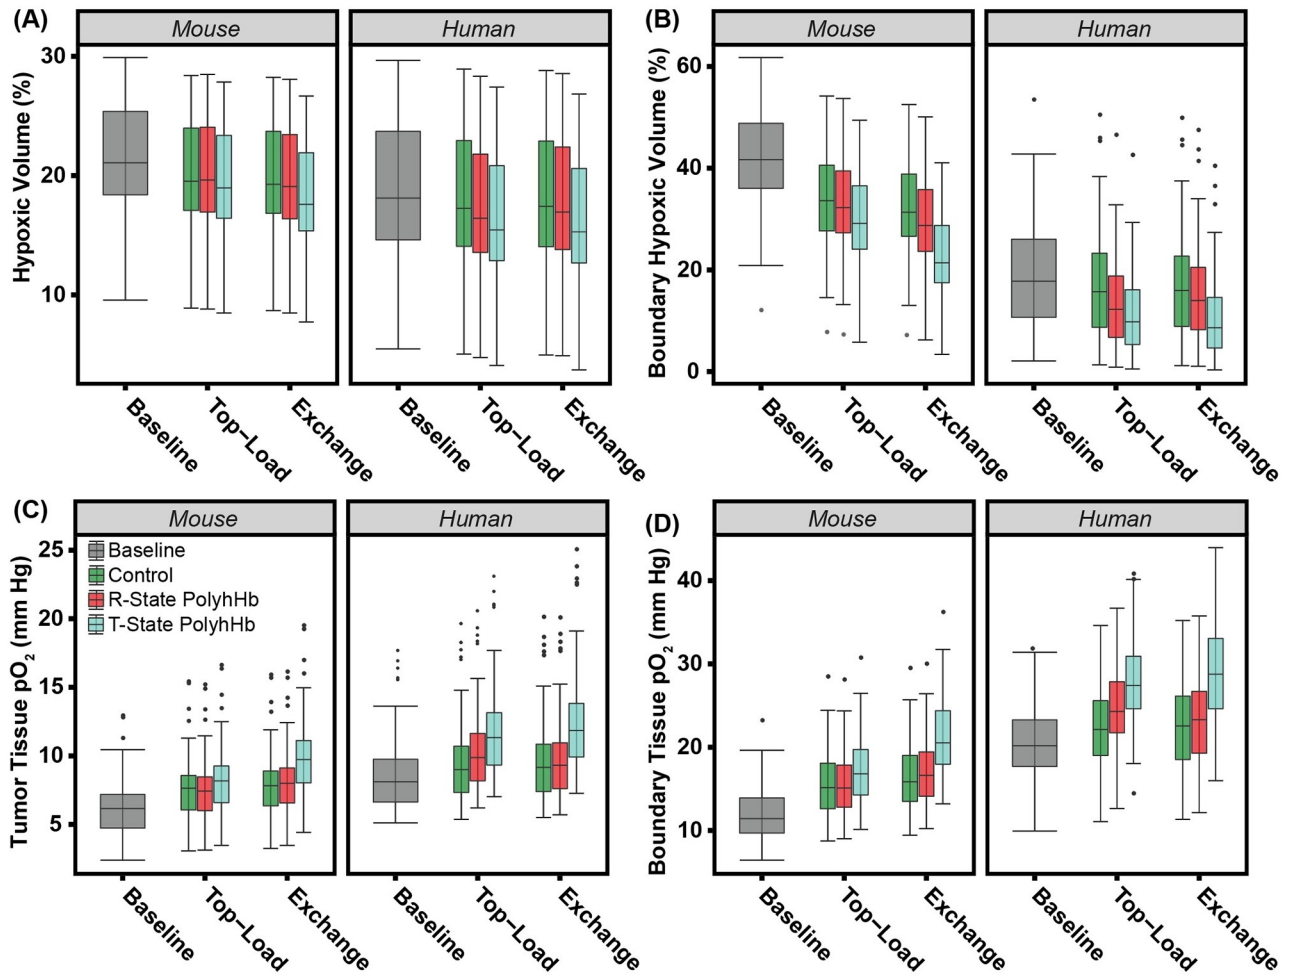 (A)
Mouse
Human
Hypoxic Volume (%)
30
20
10
Baseline
Top−Load
Exchange
Baseline
Top−Load
Exchange
(B)
Mouse
Human
Boundary Hypoxic Volume (%)
60
40
20
0
Baseline
Top−Load
Exchange
Baseline
Top−Load
Exchange
(C)
Mouse
Human
Tumor Tissue pO2 (mm Hg)
25
20
15
10
5
Baseline
Control
R-State PolyhHb
T-State PolyhHb
Baseline
Top−Load
Exchange
Baseline
Top−Load
Exchange
(D)
Mouse
Human
Boundary Tissue pO2 (mm Hg)
40
30
20
10
Baseline
Top−Load
Exchange
Baseline
Top−Load
Exchange